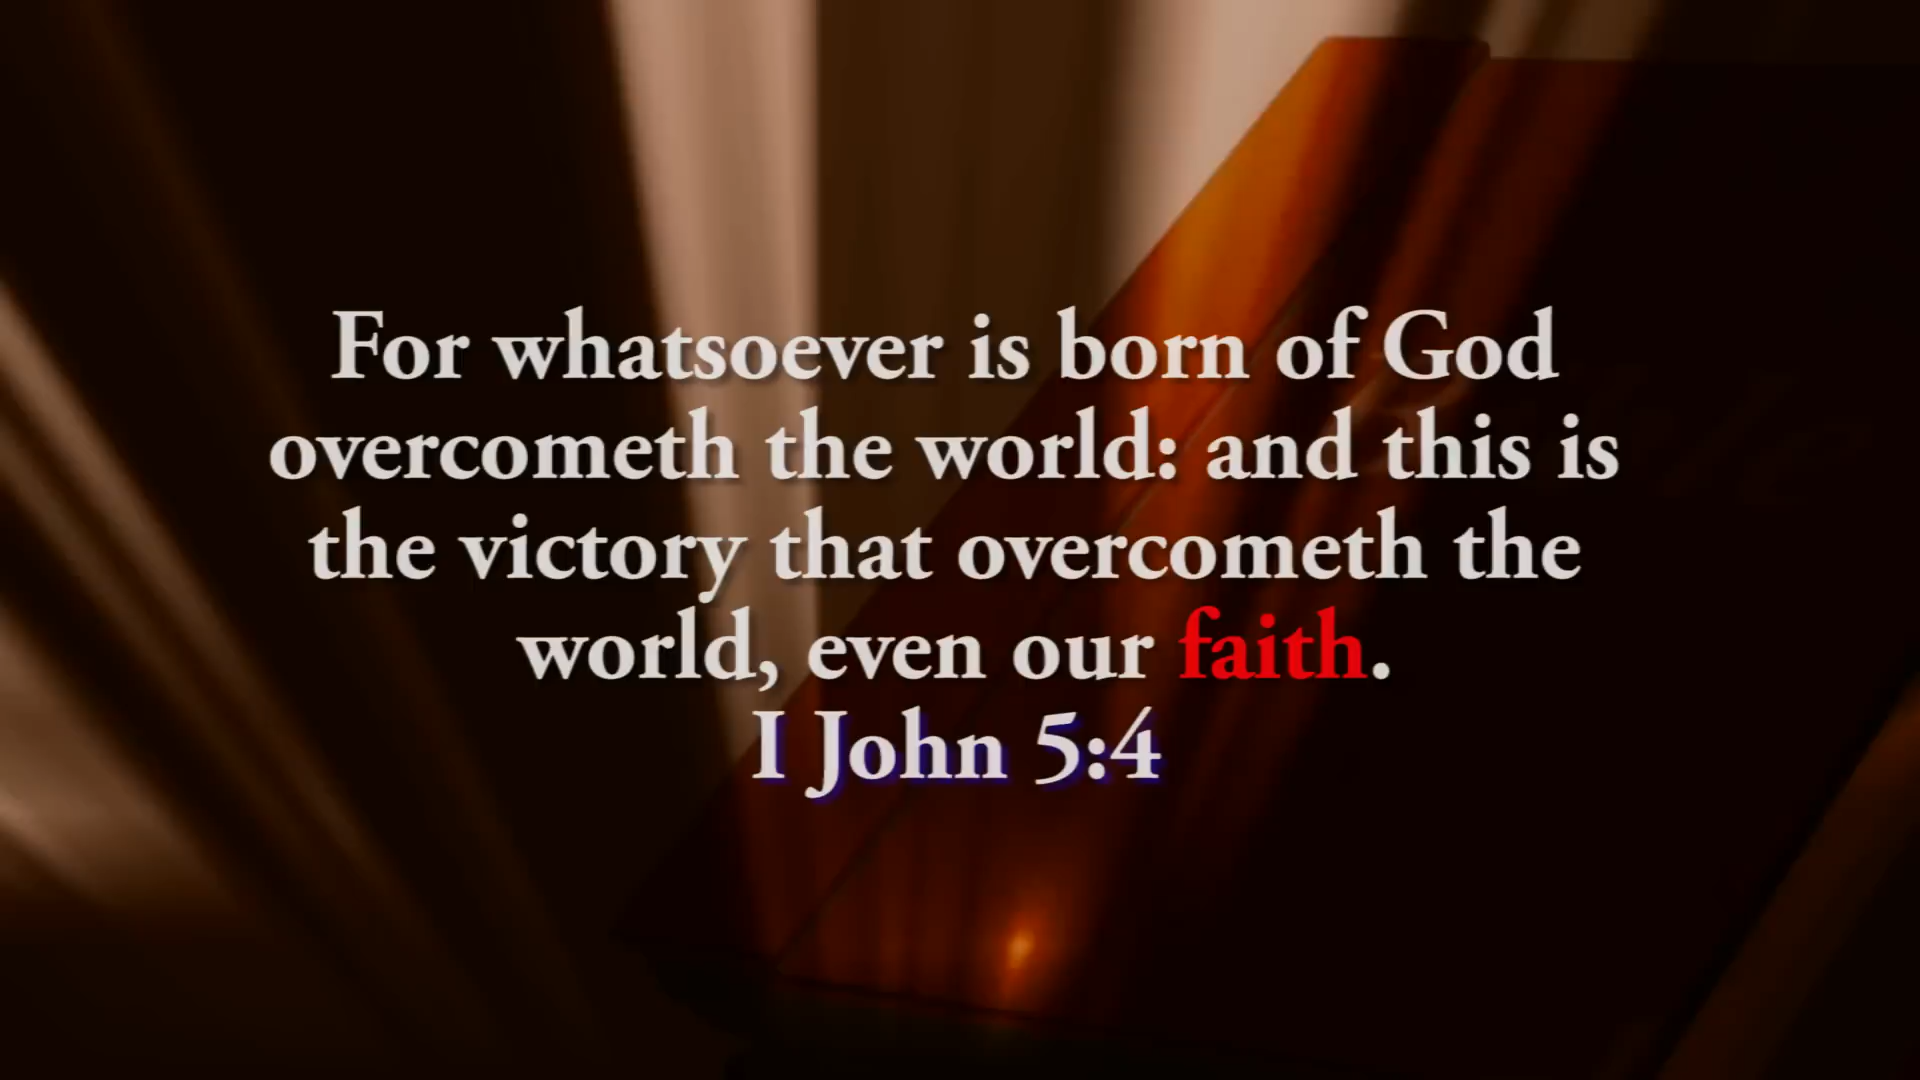 For whatsoever is born of God
overcometh the world: and this is
the victory that overcometh the
world, even our faith.
I John 5:4